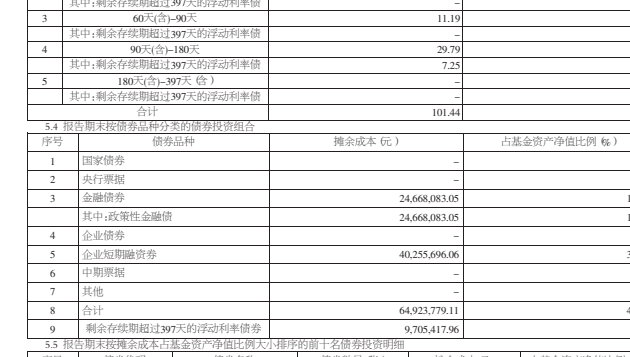 其中:剩余存续期超过397天的浮动利率债 –
3 60天(含)–90天 11.19 –
其中:剩余存续期超过397天的浮动利率债 – –
4 90天(含)–180天 29.79 –
其中:剩余存续期超过397天的浮动利率债 7.25 –
5 180天(含)–397天(含) – –
其中:剩余存续期超过397天的浮动利率债 – –
合计 101.44
5.4 报告期末按债券品种分类的债券投资组合
序号 债券品种 摊余成本(元) 占基金资产净值比例(%)
1 国家债券 –
2 央行票据 –
3 金融债券 24,668,083.05 1
其中:政策性金融债 24,668,083.05 1
4 企业债券 –
5 企业短期融资券 40,255,696.06 3
6 中期票据 –
7 其他 –
8 合计 64,923,779.11 4
9 剩余存续期超过397天的浮动利率债券 9,705,417.96
5.5 报告期末按摊余成本占基金资产净值比例大小排序的前十名债券投资明细